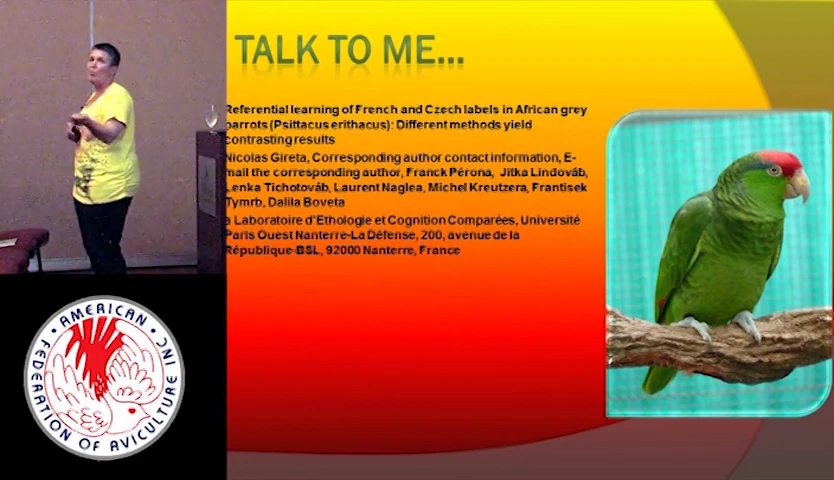 TALK TO ME...
Referential learning of French and Czech labels in African grey
parrots (Psittacus erithacus): Different methods yield
contrasting results
Nicolas Gireta, Corresponding author contact information, E-
mail the corresponding author, Franck Pérona, Jitka Lindováb,
Lenka Tichotováb, Laurent Naglea, Michel Kreutzera, Frantisek
Tymrb, Dalila Boveta
a Laboratoire d'Ethologie et Cognition Comparées, Université
Paris Ouest Nanterre-La Défense, 200, avenue de la
République-BSL, 92000 Nanterre, France
• AMERICAN •
FEDERATION OF AVICULTURE INC